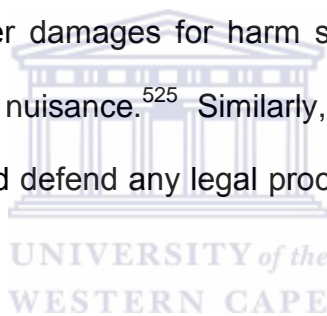 er damages for harm s
nuisance.525 Similarly,
d defend any legal proc
UNIVERSITY of the
WESTERN CAPE